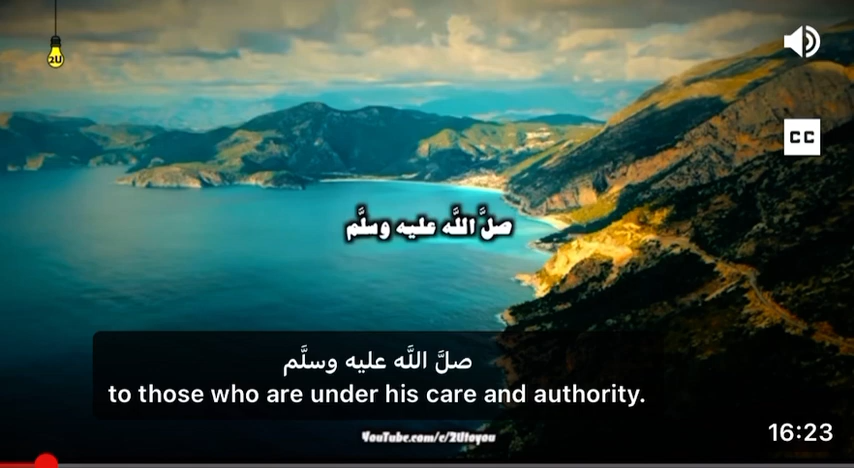 2U
CC
صلَّ اللَّه عليه وسلَّم
صلَّ اللَّه عليه وسلَّم
to those who are under his care and authority.
YouTube.com/c/2Utoyou
16:23